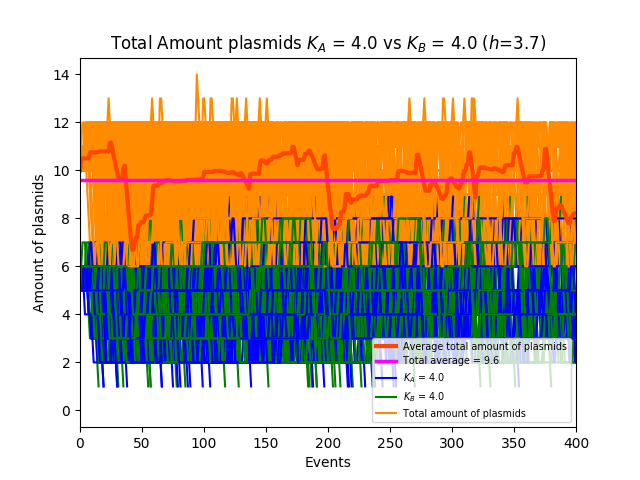 Total Amount plasmids K_A = 4.0 vs K_B = 4.0 (h=3.7)
Amount of plasmids
14
12
10
8
6
4
2
0
Average total amount of plasmids
Total average = 9.6
K_A = 4.0
K_B = 4.0
Total amount of plasmids
0 50 100 150 200 250 300 350 400
Events